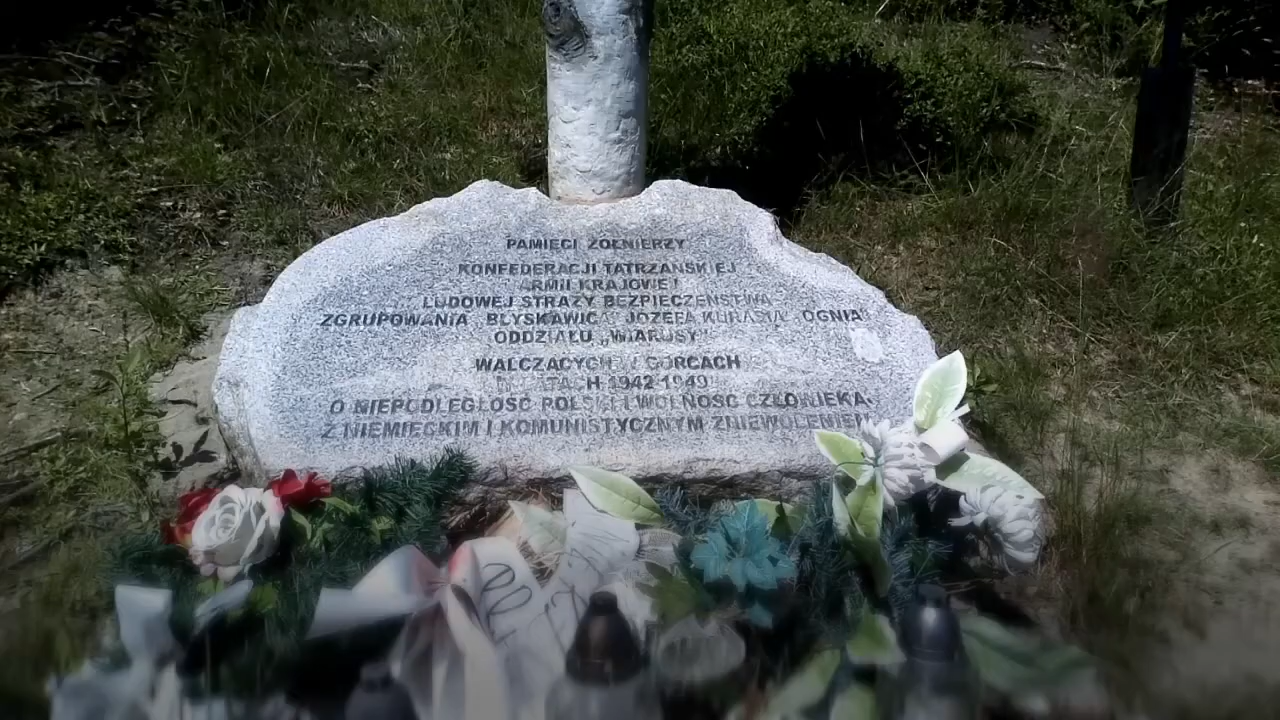 PAMIĘCI ŻOŁNIERZY
KONFEDERACJI TATRZAŃSKIEJ
ARMII KRAJOWEJ
LUDOWEJ STRAŻY BEZPIECZEŃSTWA
ZGRUPOWANIA „BŁYSKAWICA" JÓZEFA KURASIA „OGNIA"
ODDZIAŁU „WIARUSY"
WALCZĄCYCH W GORCACH
W LATACH 1942-1949
O NIEPODLEGŁOŚĆ POLSKI I WOLNOŚĆ CZŁOWIEKA,
Z NIEMIECKIM I KOMUNISTYCZNYM ZNIEWOLENIEM